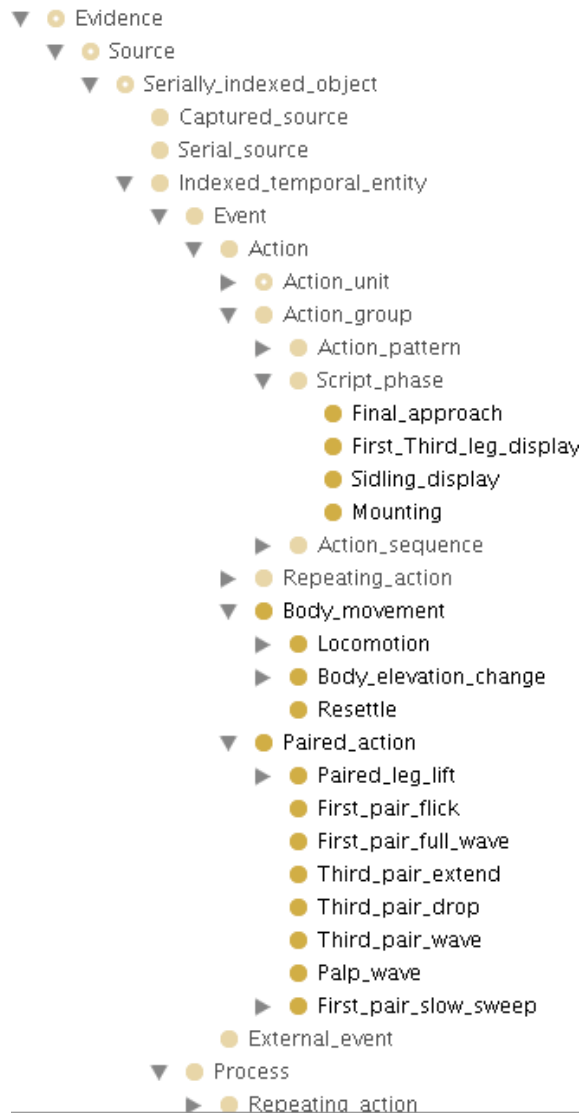 Evidence
Source
Serially_indexed_object
Captured_source
Serial_source
Indexed_temporal_entity
Event
Action
Action_unit
Action_group
Action_pattern
Script_phase
Final_approach
First_Third_leg_display
Sidling_display
Mounting
Action_sequence
Repeating_action
Body_movement
Locomotion
Body_elevation_change
Resettle
Paired_action
Paired_leg_lift
First_pair_flick
First_pair_full_wave
Third_pair_extend
Third_pair_drop
Third_pair_wave
Palp_wave
First_pair_slow_sweep
External_event
Process
Repeating_action